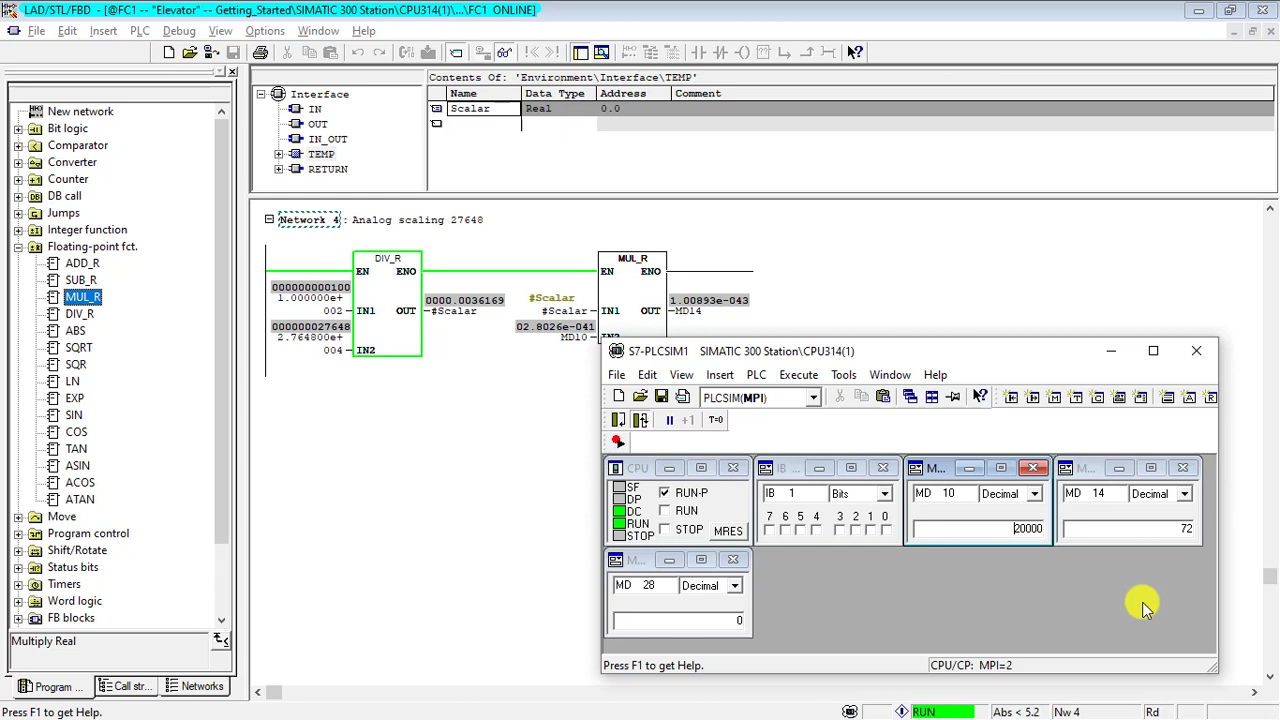 LAD/STL/FBD - [@FC1 -- "Elevator" -- Getting_Started\SIMATIC 300 Station\CPU314(1)\...\FC1 ONLINE]
File Edit Insert PLC Debug View Options Window Help
Contents Of: 'Environment\Interface\TEMP'
Interface
IN
OUT
IN_OUT
TEMP
RETURN
Name Data Type Address Comment
Scalar Real 0.0
New network
Bit logic
Comparator
Converter
Counter
DB call
Jumps
Integer function
Floating-point fct.
ADD_R
SUB_R
MUL_R
DIV_R
ABS
SQRT
SQR
LN
EXP
SIN
COS
TAN
ASIN
ACOS
ATAN
Move
Program control
Shift/Rotate
Status bits
Timers
Word logic
FB blocks
Multiply Real
Program ... Call str... Networks
Network 4 : Analog scaling 27648
DIV_R
EN ENO
000000000100
1.000000e+
002 IN1 OUT
0000.0036169
#Scalar
000000027648
2.764800e+
004 IN2
MUL_R
EN ENO
#Scalar
#Scalar IN1 OUT
1.00893e-043
MD14
02.8026e-041
MD10
S7-PLCSIM1 SIMATIC 300 Station\CPU314(1)
File Edit View Insert PLC Execute Tools Window Help
PLCSIM(MPI)
+1 T=0
CPU
SF
DP
DC
RUN
STOP
RUN-P
RUN
STOP
MRES
IB ...
IB 1 Bits
7 6 5 4 3 2 1 0
M...
MD 10 Decimal
20000
M...
MD 14 Decimal
72
M...
MD 28 Decimal
0
Press F1 to get Help. CPU/CP: MPI=2
Press F1 to get Help. RUN Abs < 5.2 Nw 4 Rd